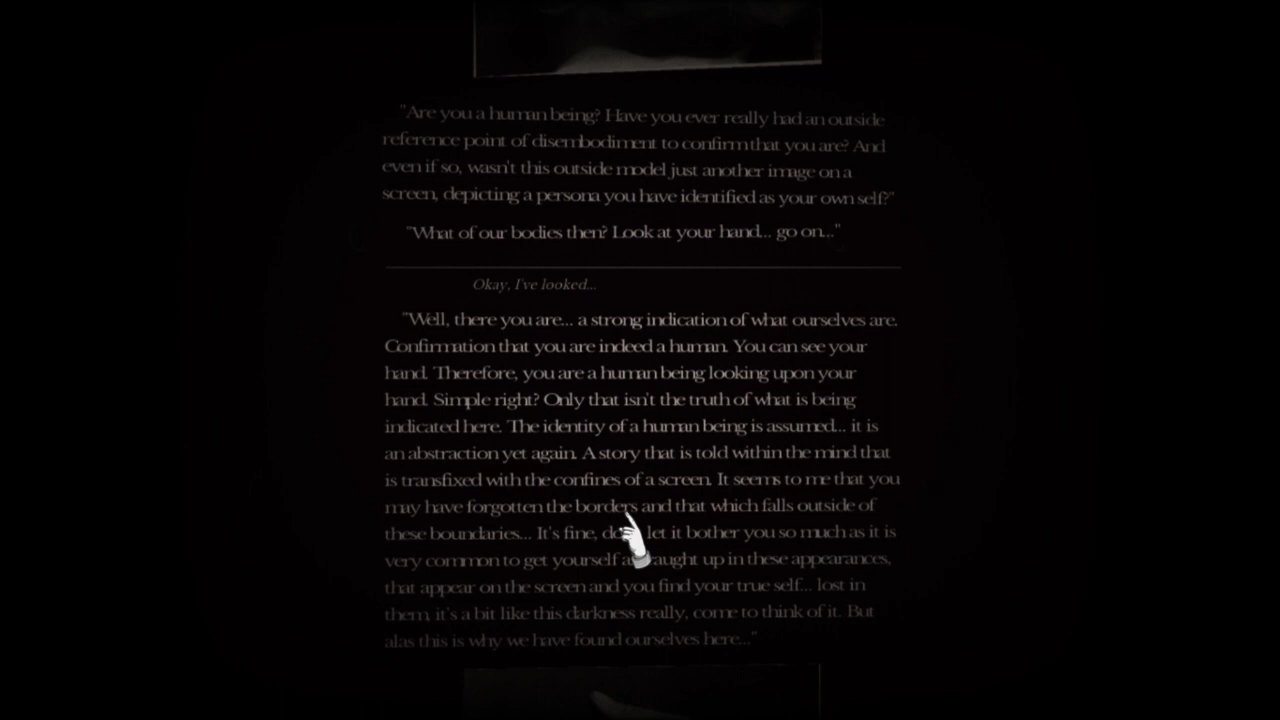 "Are you a human being? Have you ever really had an outside
reference point of disembodiment to confirm that you are? And
even if so, wasn't this outside model just another image on a
screen, depicting a persona you have identified as your own self?"
"What of our bodies then? Look at your hand... go on..."
Okay, I've looked...
"Well, there you are... a strong indication of what ourselves are.
Confirmation that you are indeed a human. You can see your
hand. Therefore, you are a human being looking upon your
hand. Simple right? Only that isn't the truth of what is being
indicated here. The identity of a human being is assumed... it is
an abstraction yet again. A story that is told within the mind that
is transfixed with the confines of a screen. It seems to me that you
may have forgotten the borders and that which falls outside of
these boundaries... It's fine, let it bother you so much as it is
very common to get yourself up in these appearances,
that appear on the screen and you find your true self... lost in
them, it's a bit like this darkness really, come to think of it. But
alas this is why we have found ourselves here..."